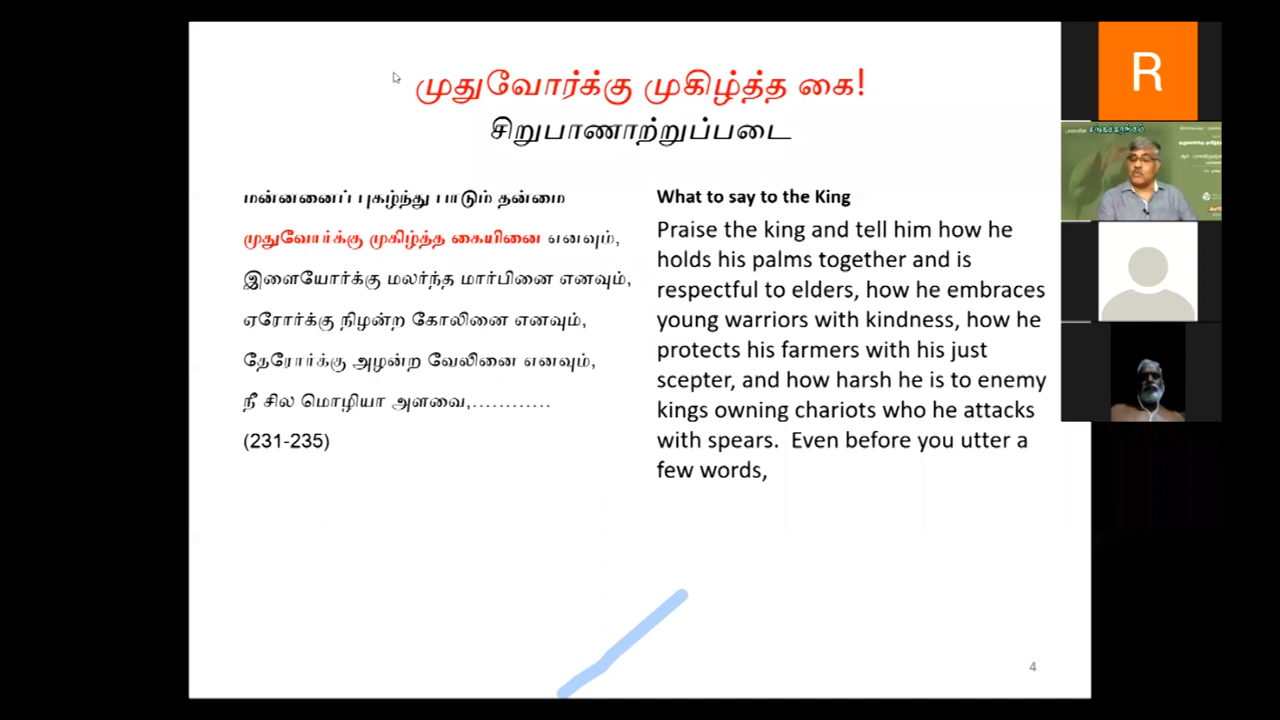 முதுவோர்க்கு முகிழ்த்த கை!
சிறுபாணாற்றுப்படை
மன்னனைப் புகழ்ந்து பாடும் தன்மை
முதுவோர்க்கு முகிழ்த்த கையினை எனவும்,
இளையோர்க்கு மலர்ந்த மார்பினை எனவும்,
ஏரோர்க்கு நிழன்ற கோலினை எனவும்,
தேரோர்க்கு அழன்ற வேலினை எனவும்,
நீ சில மொழியா அளவை,............
(231-235)
What to say to the King
Praise the king and tell him how he
holds his palms together and is
respectful to elders, how he embraces
young warriors with kindness, how he
protects his farmers with his just
scepter, and how harsh he is to enemy
kings owning chariots who he attacks
with spears.  Even before you utter a
few words,
4
R